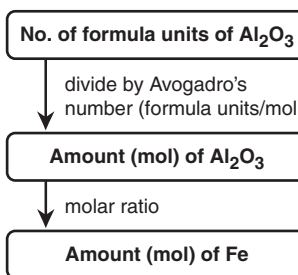 No. of formula units of Al₂O₃
divide by Avogadro's
number (formula units/mol
Amount (mol) of Al₂O₃
molar ratio
Amount (mol) of Fe